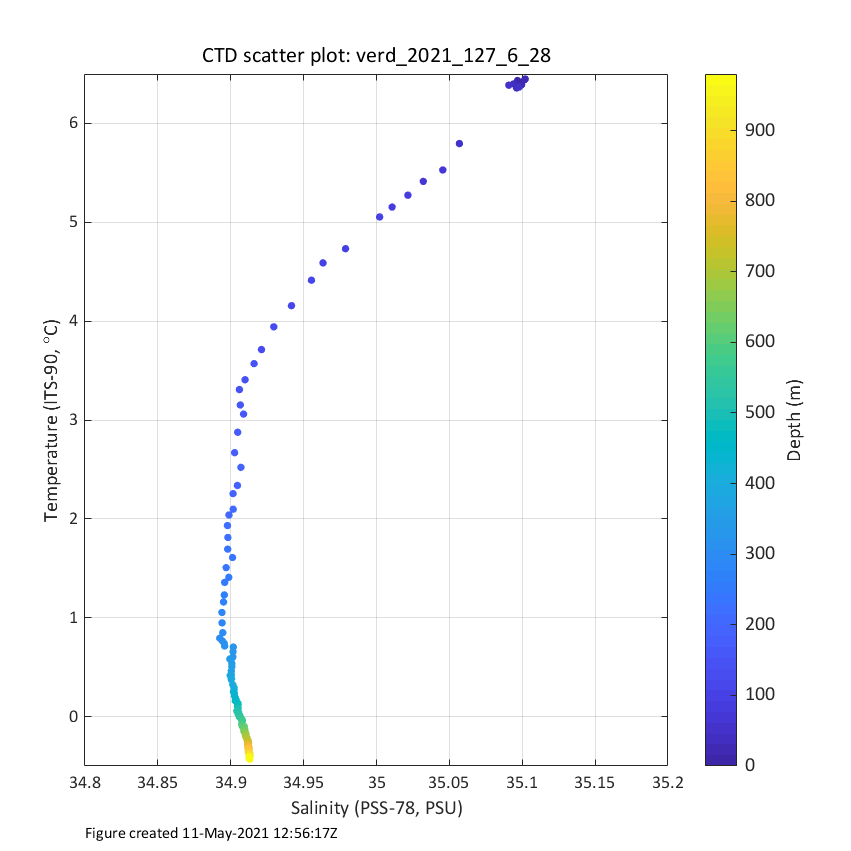 CTD scatter plot: verd_2021_127_6_28
6
5
4
3
2
1
0
Temperature (ITS-90, °C)
34.8 34.85 34.9 34.95 35 35.05 35.1 35.15 35.2
Salinity (PSS-78, PSU)
900
800
700
600
500
400
300
200
100
0
Depth (m)
Figure created 11-May-2021 12:56:17Z